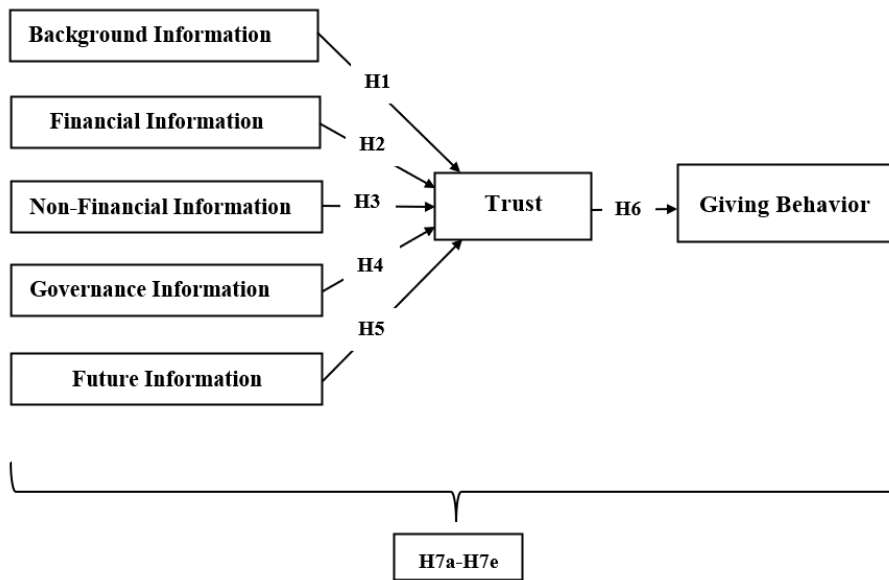 Background Information
H1
Financial Information
H2
Non-Financial Information
H3
Trust
H6
Giving Behavior
Governance Information
H4
H5
Future Information
H7a-H7e